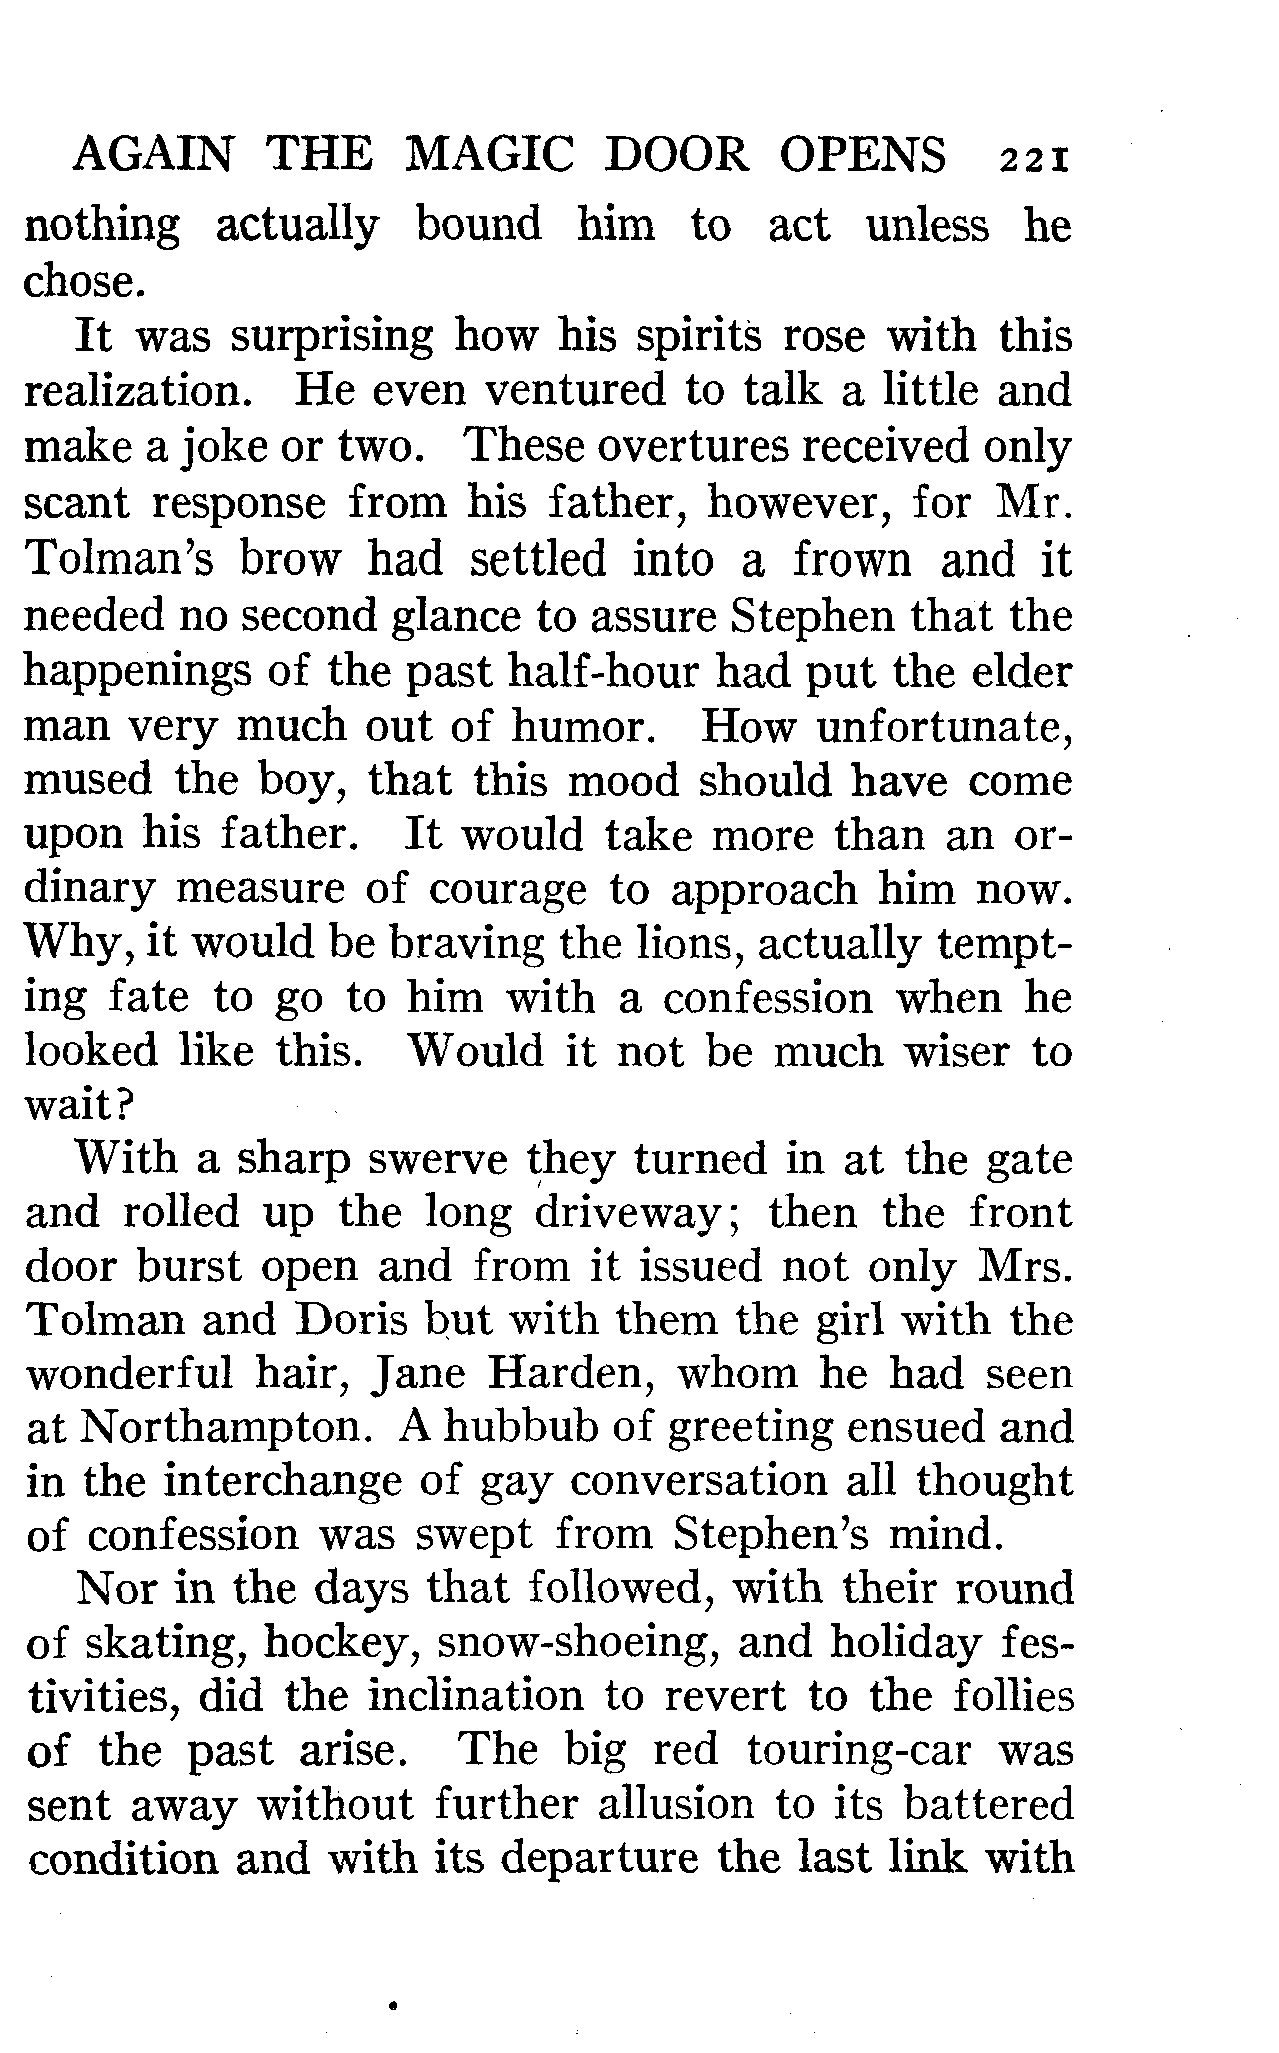 AGAIN THE MAGIC DOOR OPENS 221
nothing actually bound him to act unless he
chose.
It was surprising how his spirits rose with this
realization. He even ventured to talk a little and
make a joke or two. These overtures received only
scant response from his father, however, for Mr.
Tolman's brow had settled into a frown and it
needed no second glance to assure Stephen that the
happenings of the past half-hour had put the elder
man very much out of humor. How unfortunate,
mused the boy, that this mood should have come
upon his father. It would take more than an or-
dinary measure of courage to approach him now.
Why, it would be braving the lions, actually tempt-
ing fate to go to him with a confession when he
looked like this. Would it not be much wiser to
wait?
With a sharp swerve they turned in at the gate
and rolled up the long driveway; then the front
door burst open and from it issued not only Mrs.
Tolman and Doris but with them the girl with the
wonderful hair, Jane Harden, whom he had seen
at Northampton. A hubbub of greeting ensued and
in the interchange of gay conversation all thought
of confession was swept from Stephen's mind.
Nor in the days that followed, with their round
of skating, hockey, snow-shoeing, and holiday fes-
tivities, did the inclination to revert to the follies
of the past arise. The big red touring-car was
sent away without further allusion to its battered
condition and with its departure the last link with